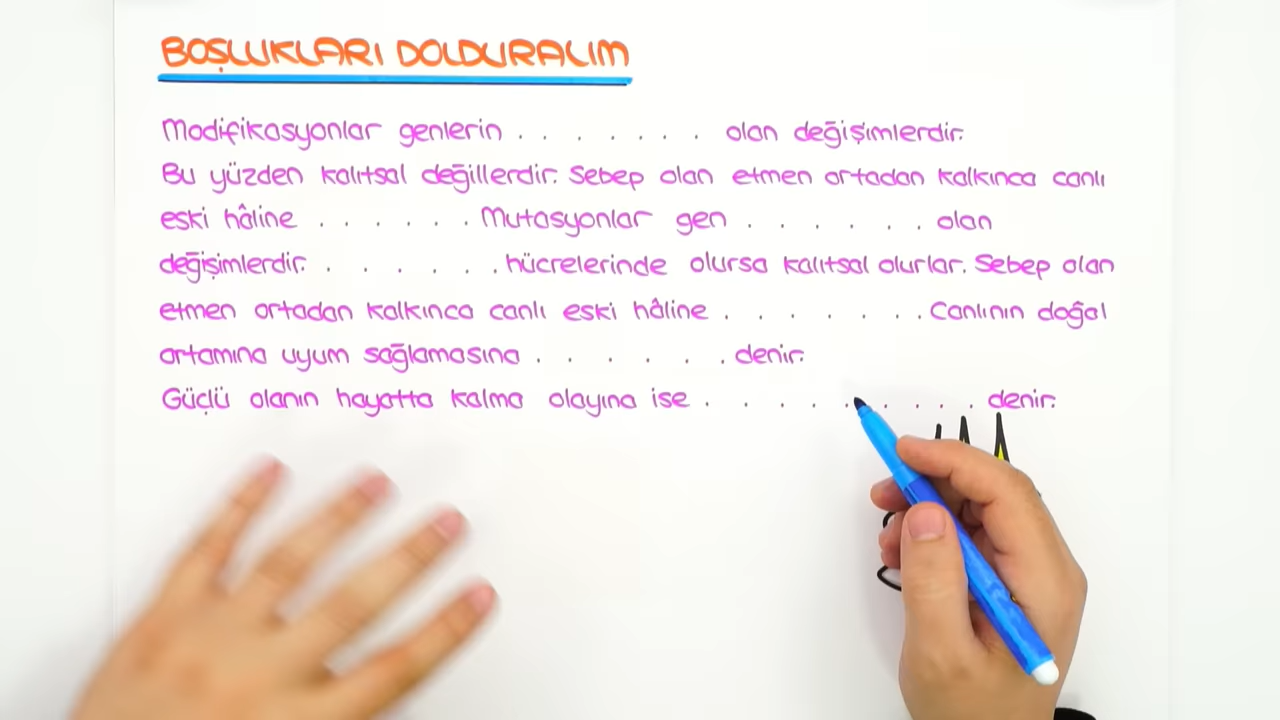 BOŞLUKLARI DOLDURALIM
Modifikasyonlar genlerin . . . . . . . olan değişimlerdir.
Bu yüzden kalıtsal değillerdir. Sebep olan etmen ortadan kalkınca canlı
eski hâline . . . . . . Mutasyonlar gen . . . . . . olan
değişimlerdir. . . . . . . hücrelerinde olursa kalıtsal olurlar. Sebep olan
etmen ortadan kalkınca canlı eski hâline . . . . . . . Canlının doğal
ortamına uyum sağlamasına . . . . . . denir.
Güçlü olanın hayatta kalma olayına ise . . . . . . . . denir.